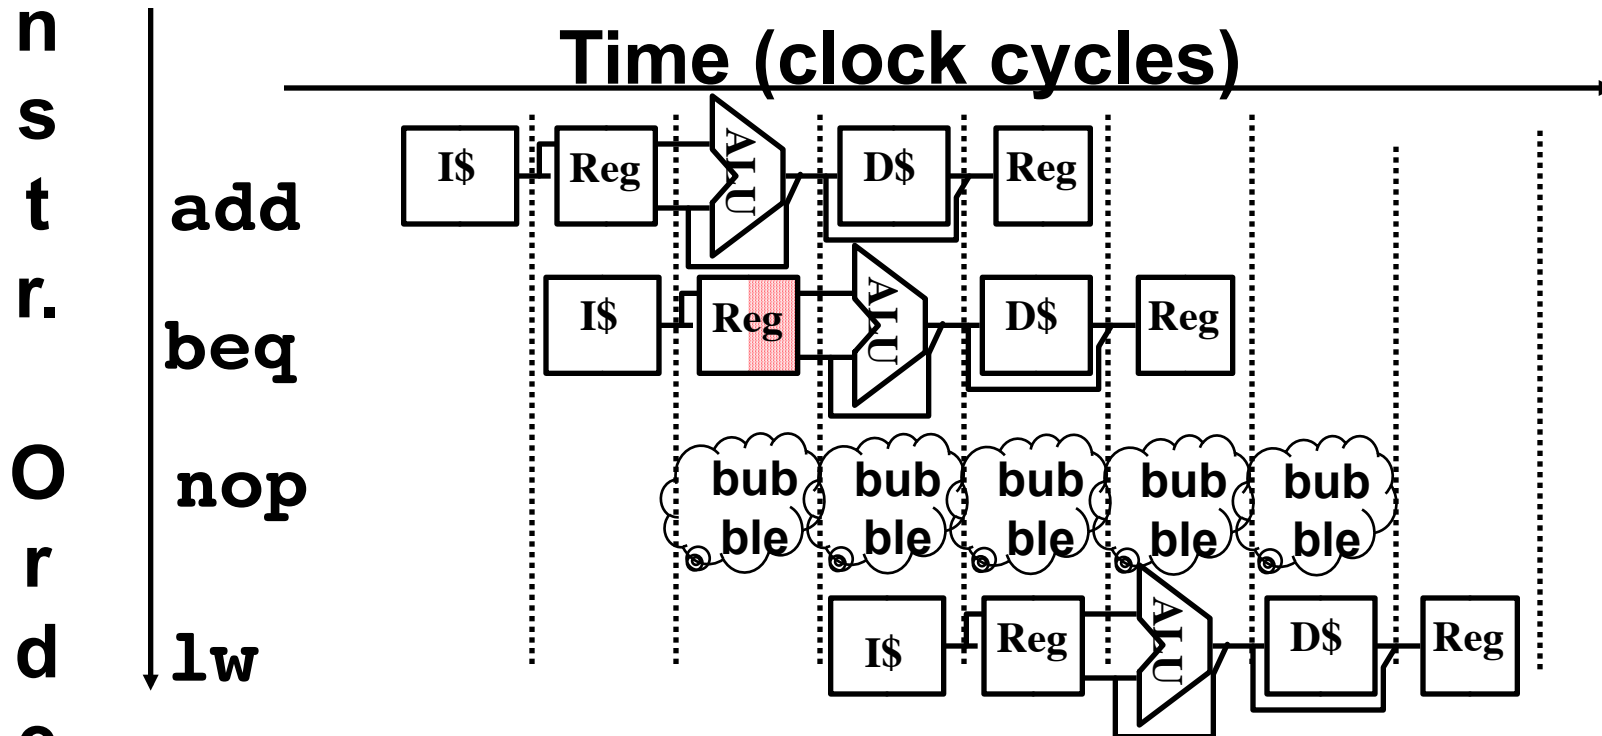 Time (clock cycles)
n
s
t
r.
O
r
d
e
add
I$ Reg ALU D$ Reg
beq
I$ Reg ALU D$ Reg
nop
bub bub bub bub bub
ble ble ble ble ble
lw
I$ Reg ALU D$ Reg